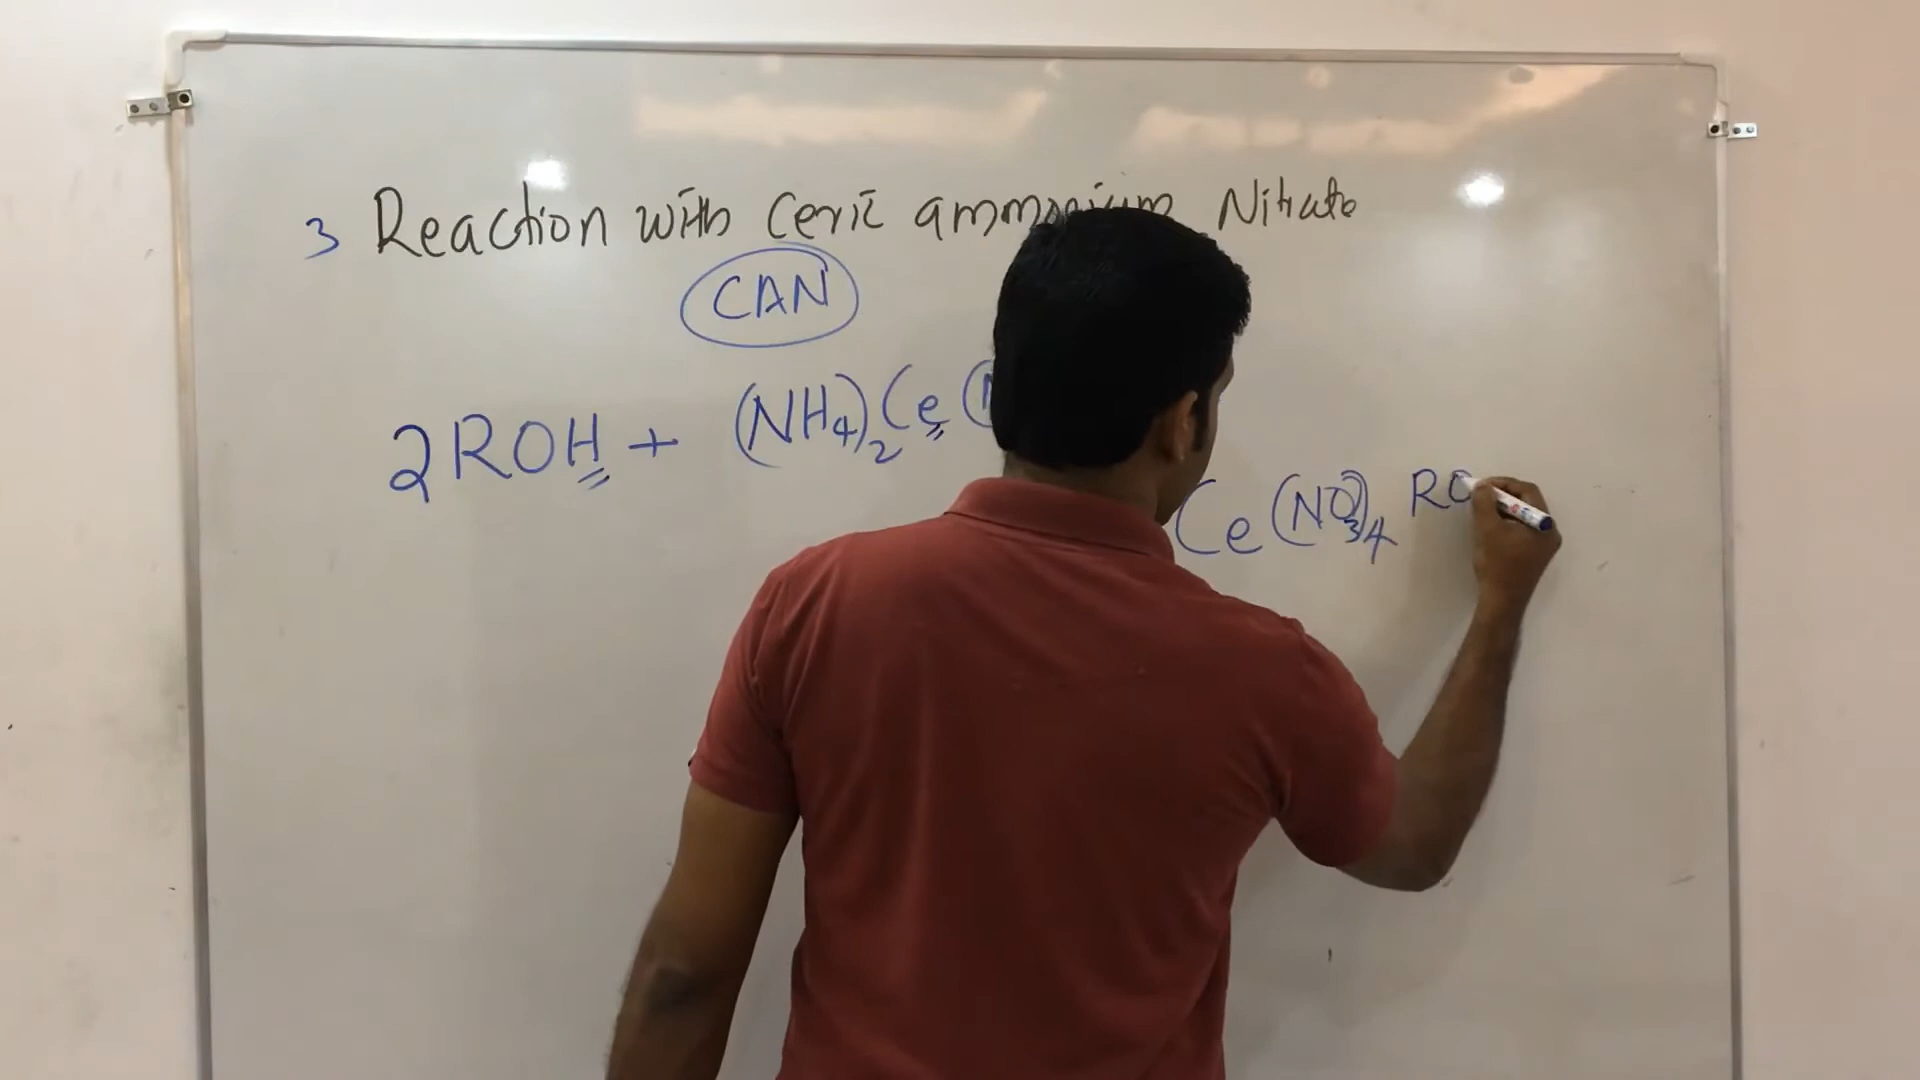 3 Reaction with Ceric ammonium Nitrate
CAN
2ROH + (NH4)2Ce(N
Ce(NO3)4 RO